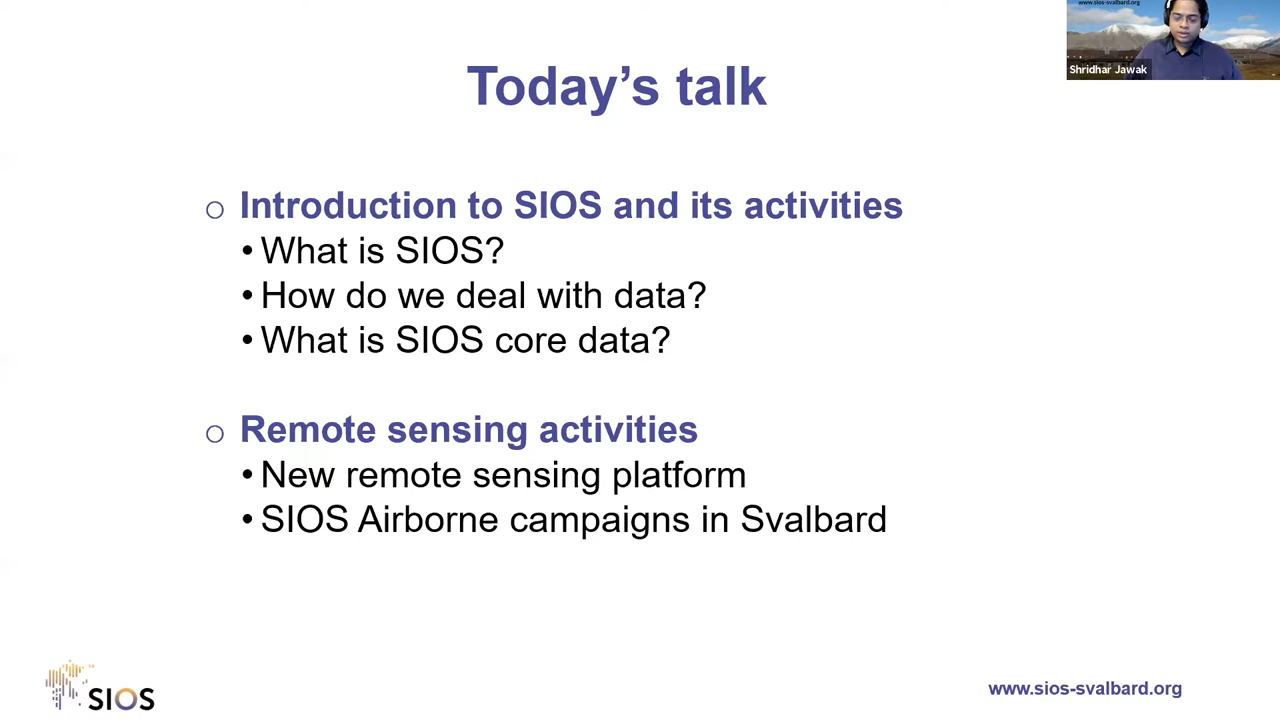 www.sios-svalbard.org
Shridhar Jawak
Today’s talk
o Introduction to SIOS and its activities
• What is SIOS?
• How do we deal with data?
• What is SIOS core data?
o Remote sensing activities
• New remote sensing platform
• SIOS Airborne campaigns in Svalbard
SIOS
www.sios-svalbard.org